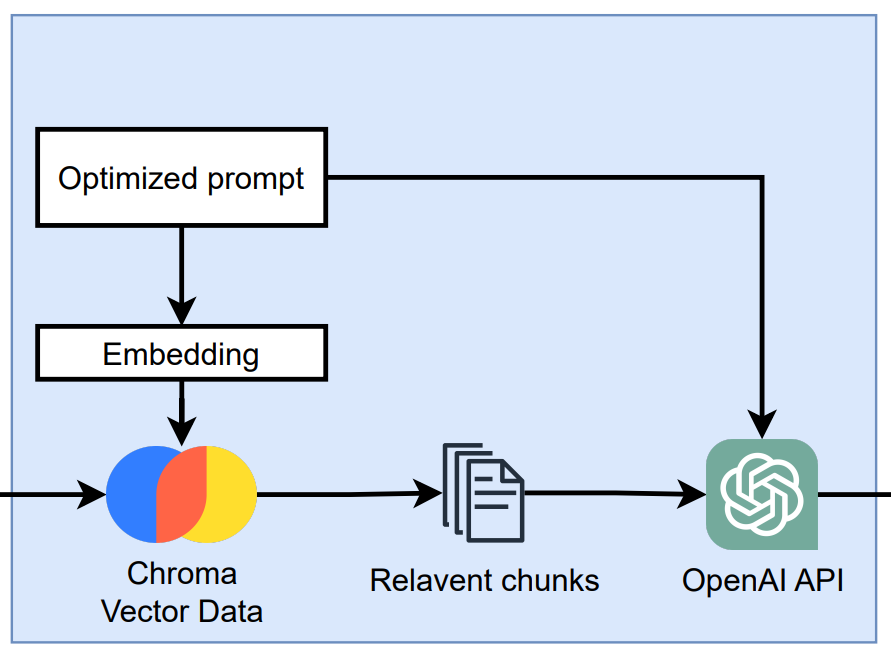 Optimized prompt
Embedding
Chroma
Vector Data
Relavent chunks
OpenAI API